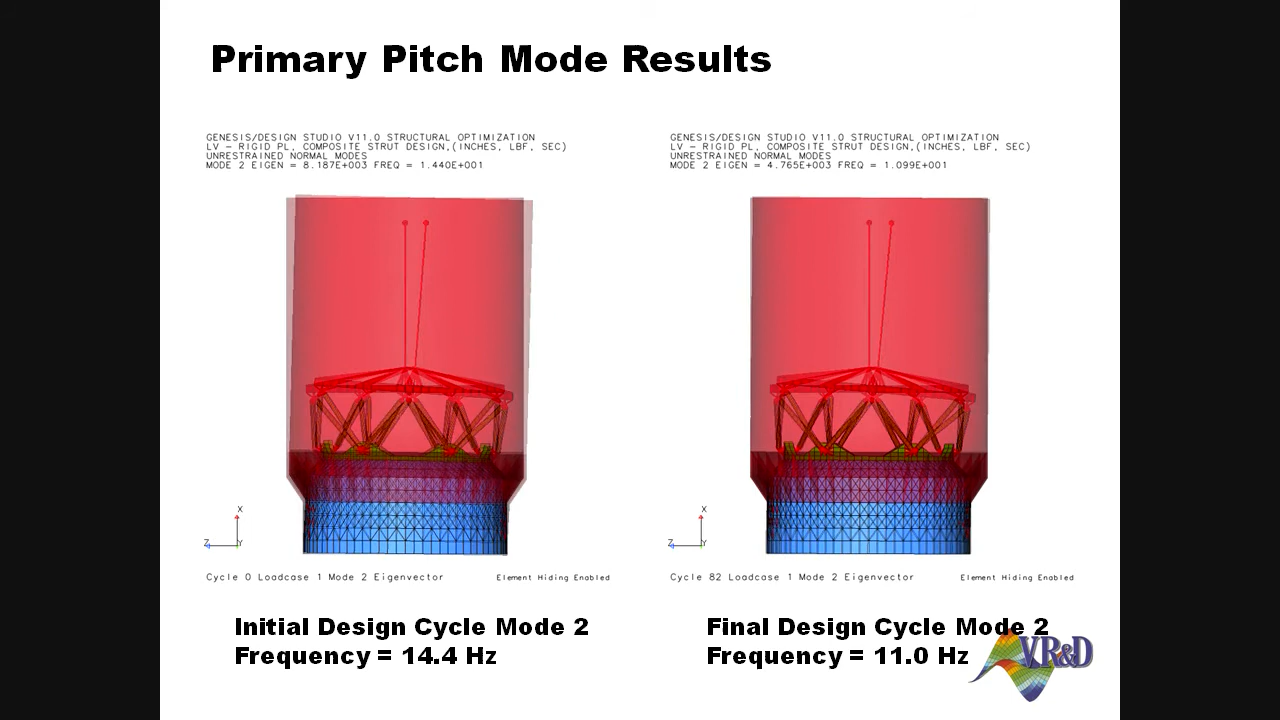 Primary Pitch Mode Results
GENESIS/DESIGN STUDIO V11.0 STRUCTURAL OPTIMIZATION
LV - RIGID PL, COMPOSITE STRUT DESIGN,(INCHES, LBF, SEC)
UNRESTRAINED NORMAL MODES
MODE 2 EIGEN = 8.187E+003 FREQ = 1.440E+001
X
Z
Y
Cycle 0 Loadcase 1 Mode 2 Eigenvector
Element Hiding Enabled
Initial Design Cycle Mode 2
Frequency = 14.4 Hz
GENESIS/DESIGN STUDIO V11.0 STRUCTURAL OPTIMIZATION
LV - RIGID PL, COMPOSITE STRUT DESIGN,(INCHES, LBF, SEC)
UNRESTRAINED NORMAL MODES
MODE 2 EIGEN = 4.765E+003 FREQ = 1.099E+001
X
Z
Y
Cycle 82 Loadcase 1 Mode 2 Eigenvector
Element Hiding Enabled
Final Design Cycle Mode 2
Frequency = 11.0 Hz
VR&D